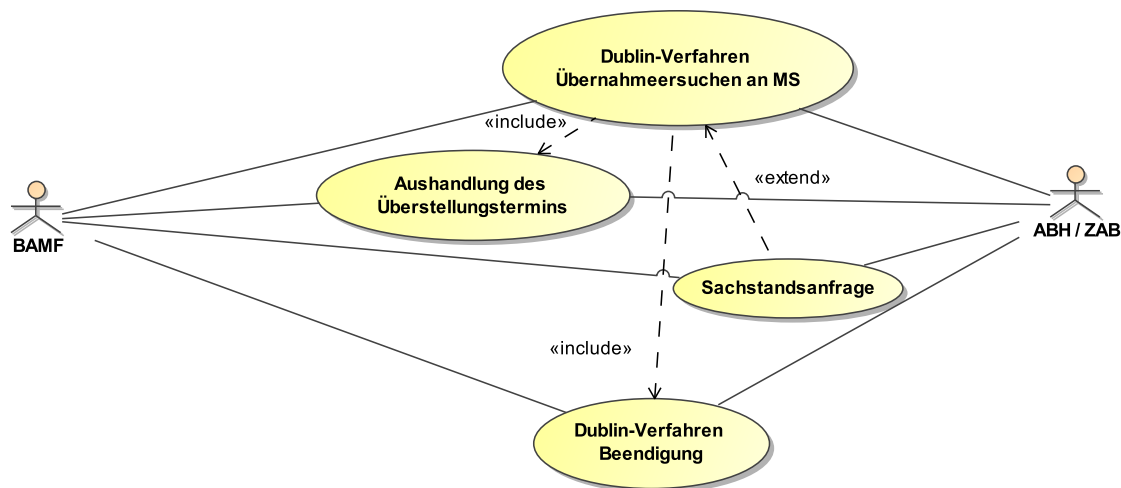 Dublin-Verfahren
Übernahmeersuchen an MS
«include»
Aushandlung des
Überstellungstermins
«extend»
BAMF
ABH / ZAB
Sachstandsanfrage
«include»
Dublin-Verfahren
Beendigung